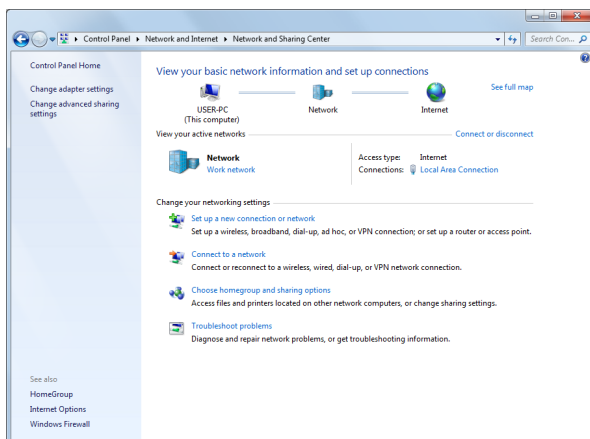 Control Panel ▸ Network and Internet ▸ Network and Sharing Center
Search Con...
Control Panel Home
Change adapter settings
Change advanced sharing
settings
View your basic network information and set up connections
See full map
USER-PC
(This computer)
Network
Internet
View your active networks
Connect or disconnect
Network
Work network
Access type: Internet
Connections: Local Area Connection
Change your networking settings
Set up a new connection or network
Set up a wireless, broadband, dial-up, ad hoc, or VPN connection; or set up a router or access point.
Connect to a network
Connect or reconnect to a wireless, wired, dial-up, or VPN network connection.
Choose homegroup and sharing options
Access files and printers located on other network computers, or change sharing settings.
Troubleshoot problems
Diagnose and repair network problems, or get troubleshooting information.
See also
HomeGroup
Internet Options
Windows Firewall